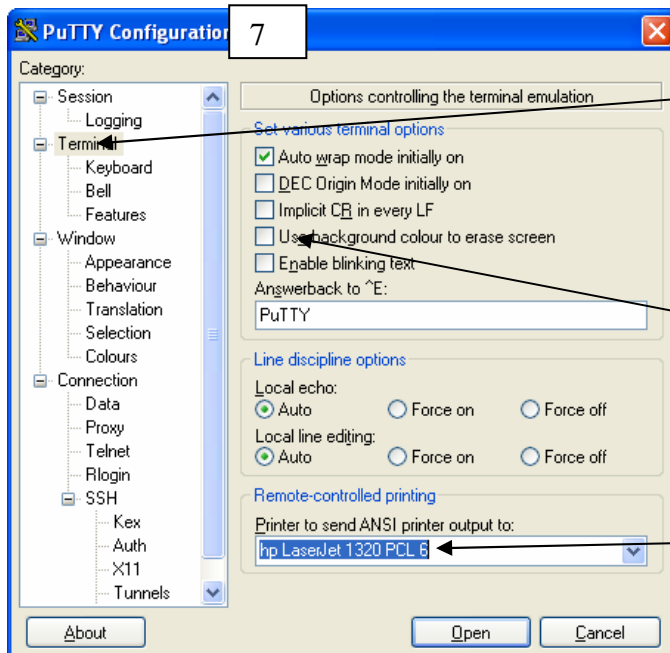 PuTTY Configuration
7
Category:
Session
Logging
Terminal
Keyboard
Bell
Features
Window
Appearance
Behaviour
Translation
Selection
Colours
Connection
Data
Proxy
Telnet
Rlogin
SSH
Kex
Auth
X11
Tunnels
Options controlling the terminal emulation
Set various terminal options
Auto wrap mode initially on
DEC Origin Mode initially on
Implicit CR in every LF
Use background colour to erase screen
Enable blinking text
Answerback to ^E:
PuTTY
Line discipline options
Local echo:
Auto Force on Force off
Local line editing:
Auto Force on Force off
Remote-controlled printing
Printer to send ANSI printer output to:
hp LaserJet 1320 PCL 6
About Open Cancel